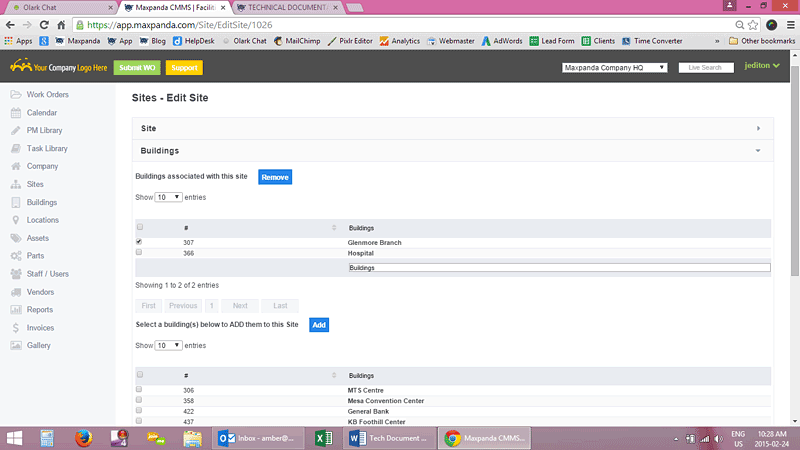 Olark Chat
Maxpanda CMMS | Facilit
TECHNICAL DOCUMENT
https://app.maxpanda.com/Site/EditSite/1026
Apps
Olark
Maxpanda
App
Blog
HelpDesk
Olark Chat
MailChimp
Pixlr Editor
Analytics
Webmaster
AdWords
Lead Form
Clients
Time Converter
»
Other bookmarks
Your Company Logo Here
Submit WO
Support
Maxpanda Company HQ
Live Search
jediton
Work Orders
Calendar
PM Library
Task Library
Company
Sites
Buildings
Locations
Assets
Parts
Staff / Users
Vendors
Reports
Invoices
Gallery
Sites - Edit Site
Site
Buildings
Buildings associated with this site Remove
Show 10 entries
# Buildings
307 Glenmore Branch
366 Hospital
Buildings
Showing 1 to 2 of 2 entries
First Previous 1 Next Last
Select a building(s) below to ADD them to this Site Add
Show 10 entries
# Buildings
306 MTS Centre
358 Mesa Convention Center
422 General Bank
437 KB Foothill Center
Inbox - amber@...
Tech Document ...
Maxpanda CMMS...
ENG
US
10:28 AM
2015-02-24